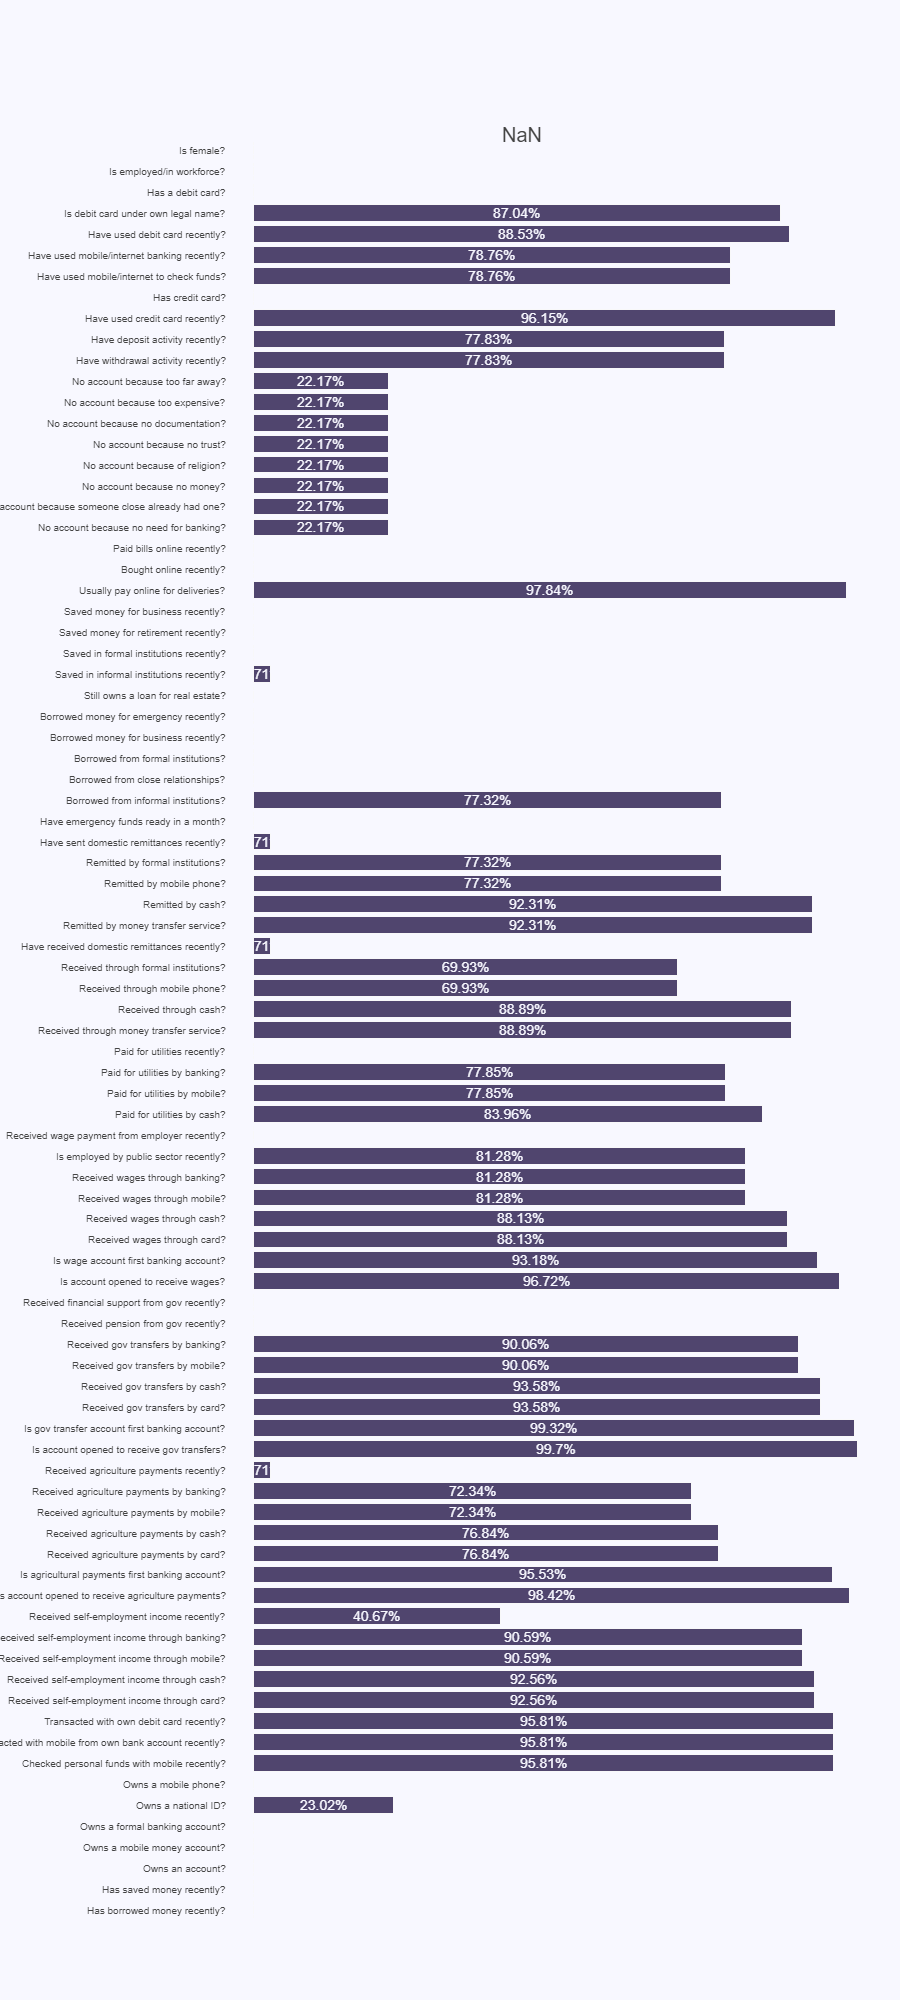 NaN
Is female?
Is employed/in workforce?
Has a debit card?
Is debit card under own legal name? 87.04%
Have used debit card recently? 88.53%
Have used mobile/internet banking recently? 78.76%
Have used mobile/internet to check funds? 78.76%
Has credit card?
Have used credit card recently? 96.15%
Have deposit activity recently? 77.83%
Have withdrawal activity recently? 77.83%
No account because too far away? 22.17%
No account because too expensive? 22.17%
No account because no documentation? 22.17%
No account because no trust? 22.17%
No account because of religion? 22.17%
No account because no money? 22.17%
account because someone close already had one? 22.17%
No account because no need for banking? 22.17%
Paid bills online recently?
Bought online recently?
Usually pay online for deliveries? 97.84%
Saved money for business recently?
Saved money for retirement recently?
Saved in formal institutions recently?
Saved in informal institutions recently? 71
Still owns a loan for real estate?
Borrowed money for emergency recently?
Borrowed money for business recently?
Borrowed from formal institutions?
Borrowed from close relationships?
Borrowed from informal institutions? 77.32%
Have emergency funds ready in a month?
Have sent domestic remittances recently? 71
Remitted by formal institutions? 77.32%
Remitted by mobile phone? 77.32%
Remitted by cash? 92.31%
Remitted by money transfer service? 92.31%
Have received domestic remittances recently? 71
Received through formal institutions? 69.93%
Received through mobile phone? 69.93%
Received through cash? 88.89%
Received through money transfer service? 88.89%
Paid for utilities recently?
Paid for utilities by banking? 77.85%
Paid for utilities by mobile? 77.85%
Paid for utilities by cash? 83.96%
Received wage payment from employer recently?
Is employed by public sector recently? 81.28%
Received wages through banking? 81.28%
Received wages through mobile? 81.28%
Received wages through cash? 88.13%
Received wages through card? 88.13%
Is wage account first banking account? 93.18%
Is account opened to receive wages? 96.72%
Received financial support from gov recently?
Received pension from gov recently?
Received gov transfers by banking? 90.06%
Received gov transfers by mobile? 90.06%
Received gov transfers by cash? 93.58%
Received gov transfers by card? 93.58%
Is gov transfer account first banking account? 99.32%
Is account opened to receive gov transfers? 99.7%
Received agriculture payments recently? 71
Received agriculture payments by banking? 72.34%
Received agriculture payments by mobile? 72.34%
Received agriculture payments by cash? 76.84%
Received agriculture payments by card? 76.84%
Is agricultural payments first banking account? 95.53%
s account opened to receive agriculture payments? 98.42%
Received self-employment income recently? 40.67%
eceived self-employment income through banking? 90.59%
Received self-employment income through mobile? 90.59%
Received self-employment income through cash? 92.56%
Received self-employment income through card? 92.56%
Transacted with own debit card recently? 95.81%
acted with mobile from own bank account recently? 95.81%
Checked personal funds with mobile recently? 95.81%
Owns a mobile phone?
Owns a national ID? 23.02%
Owns a formal banking account?
Owns a mobile money account?
Owns an account?
Has saved money recently?
Has borrowed money recently?